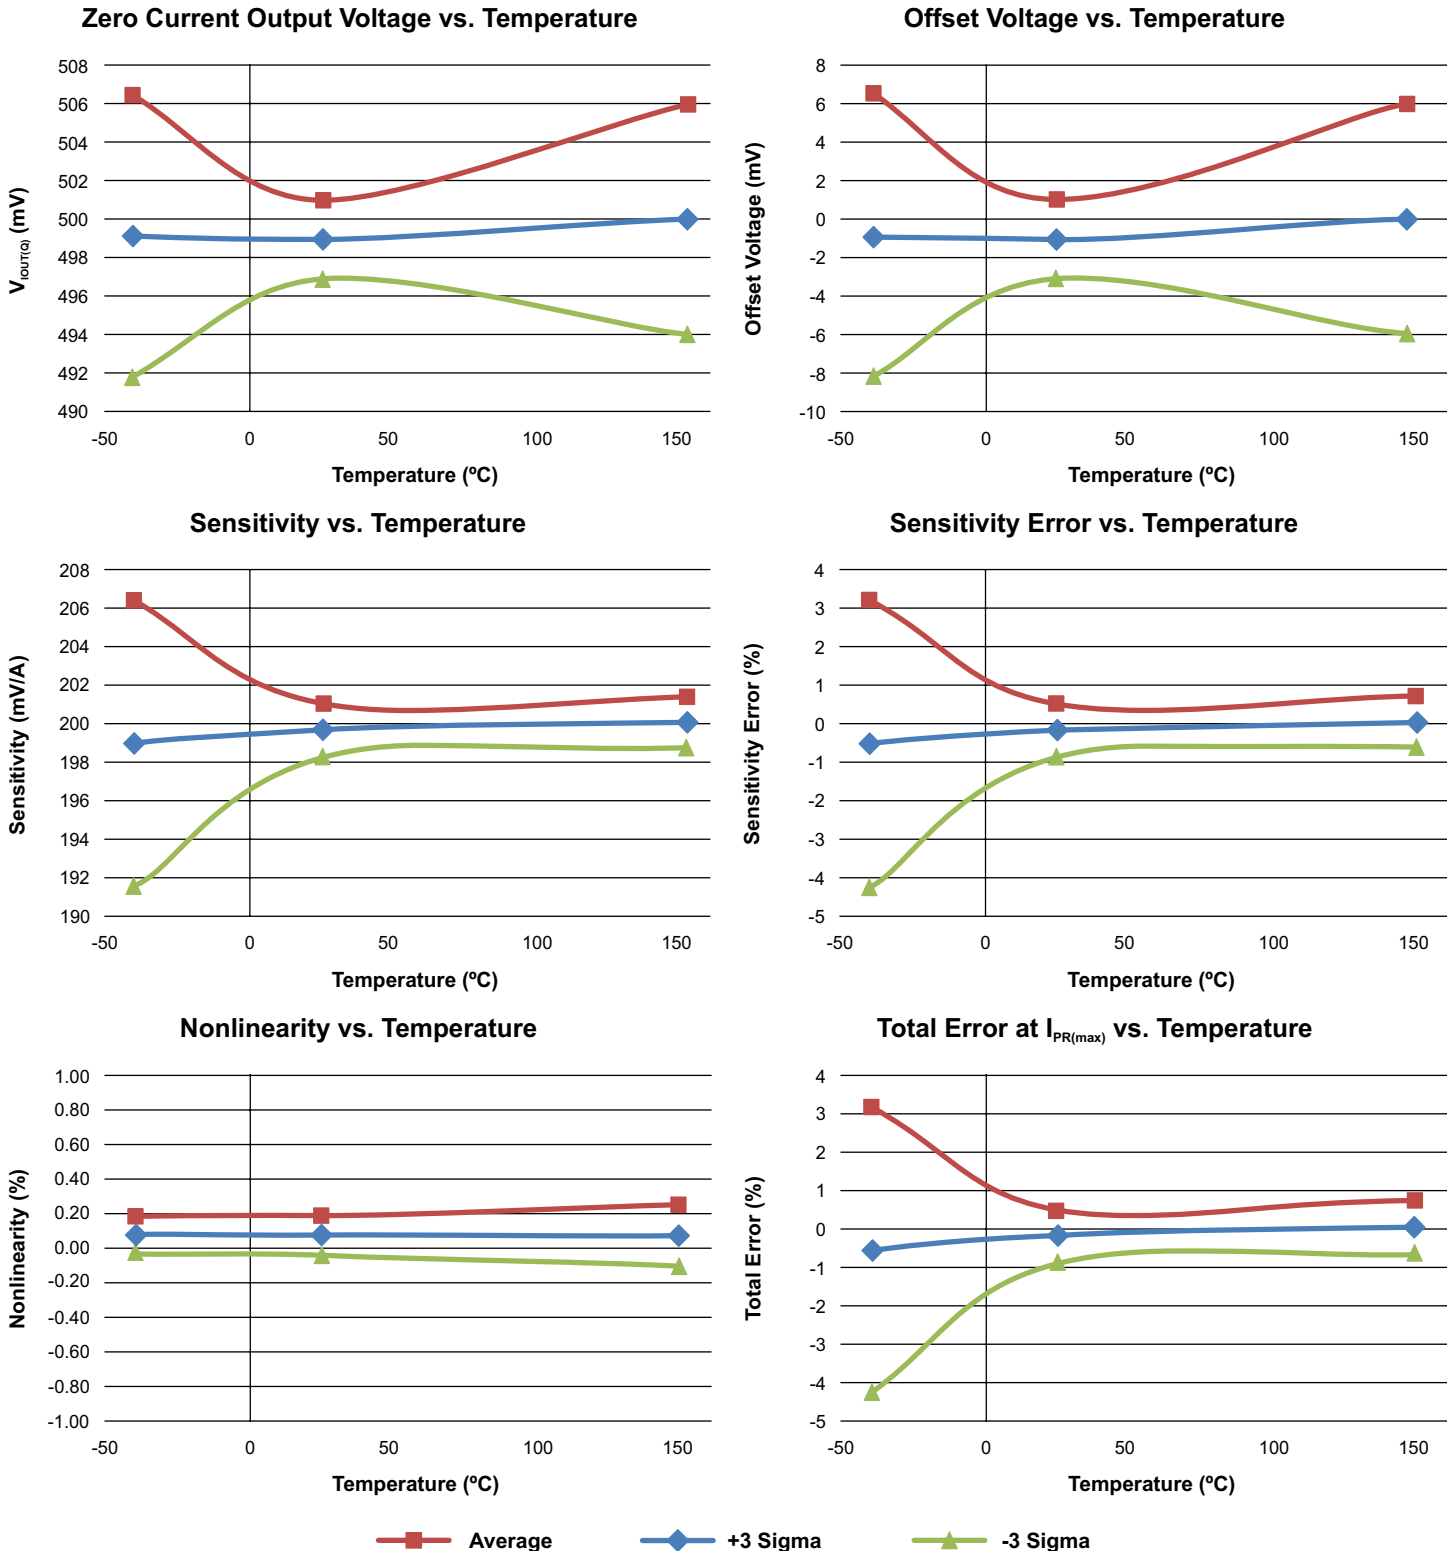 Zero Current Output Voltage vs. Temperature
508
506
504
502
500
498
496
494
492
490
VIOUT(Q) (mV)
-50 0 50 100 150
Temperature (ºC)
Offset Voltage vs. Temperature
8
6
4
2
0
-2
-4
-6
-8
-10
Offset Voltage (mV)
-50 0 50 100 150
Temperature (ºC)
Sensitivity vs. Temperature
208
206
204
202
200
198
196
194
192
190
Sensitivity (mV/A)
-50 0 50 100 150
Temperature (ºC)
Sensitivity Error vs. Temperature
4
3
2
1
0
-1
-2
-3
-4
-5
Sensitivity Error (%)
-50 0 50 100 150
Temperature (ºC)
Nonlinearity vs. Temperature
1.00
0.80
0.60
0.40
0.20
0.00
-0.20
-0.40
-0.60
-0.80
-1.00
Nonlinearity (%)
-50 0 50 100 150
Temperature (ºC)
Total Error at IPR(max) vs. Temperature
4
3
2
1
0
-1
-2
-3
-4
-5
Total Error (%)
-50 0 50 100 150
Temperature (ºC)
Average +3 Sigma -3 Sigma